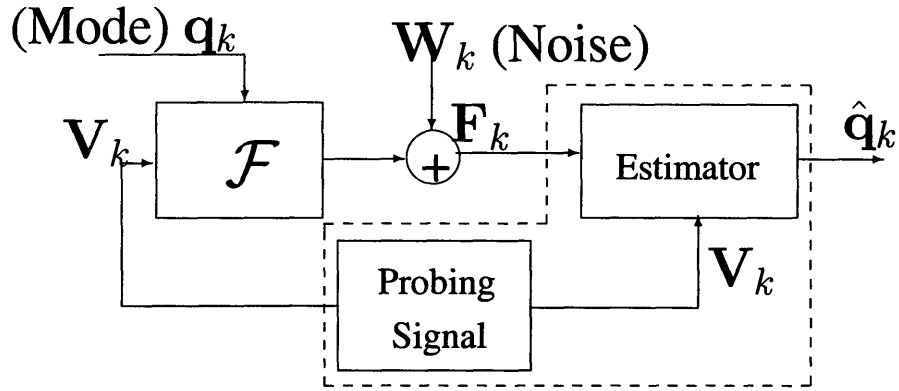 (Mode) q_k
W_k (Noise)
V_k
ℱ
+
F_k
Estimator
q̂_k
Probing
Signal
V_k